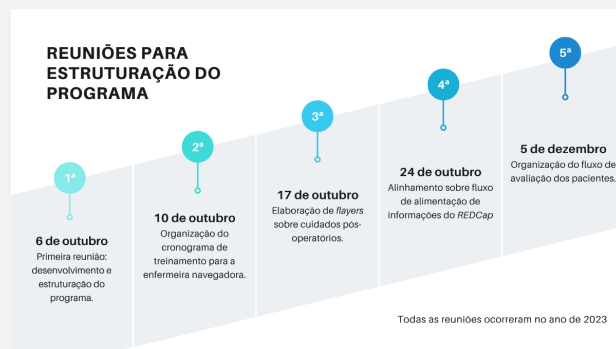 REUNIÕES PARA
ESTRUTURAÇÃO DO
PROGRAMA
1ª
6 de outubro
Primeira reunião:
desenvolvimento e
estruturação do
programa.
2ª
10 de outubro
Organização do
cronograma de
treinamento para a
enfermeira navegadora.
3ª
17 de outubro
Elaboração de flayers
sobre cuidados pós-
operatórios.
4ª
24 de outubro
Alinhamento sobre fluxo
de alimentação de
informações do REDCap
5ª
5 de dezembro
Organização do fluxo de
avaliação dos pacientes.
Todas as reuniões ocorreram no ano de 2023